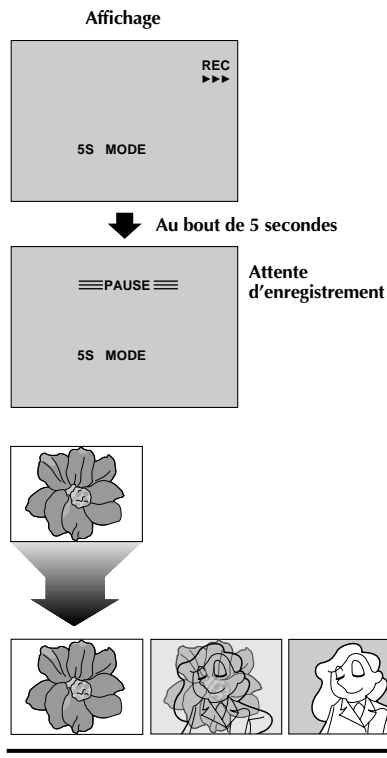 Affichage
REC
►►►
5S MODE
Au bout de 5 secondes
PAUSE
Attente
d'enregistrement
5S MODE